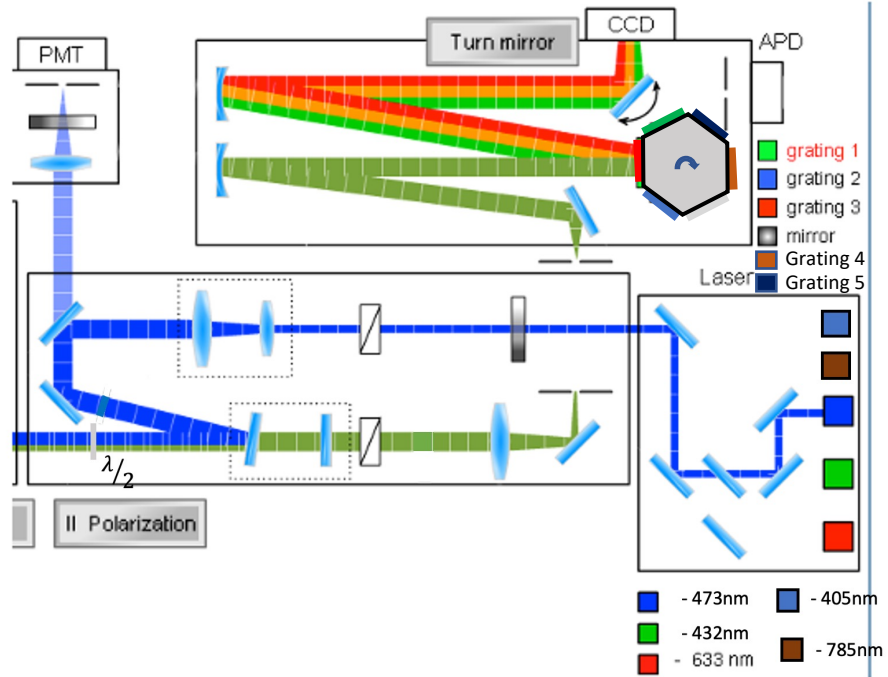 CCD
Turn mirror
APD
PMT
grating 1
grating 2
grating 3
mirror
Grating 4
Grating 5
Laser
λ/2
II Polarization
- 473nm
- 405nm
- 432nm
- 633 nm
- 785nm